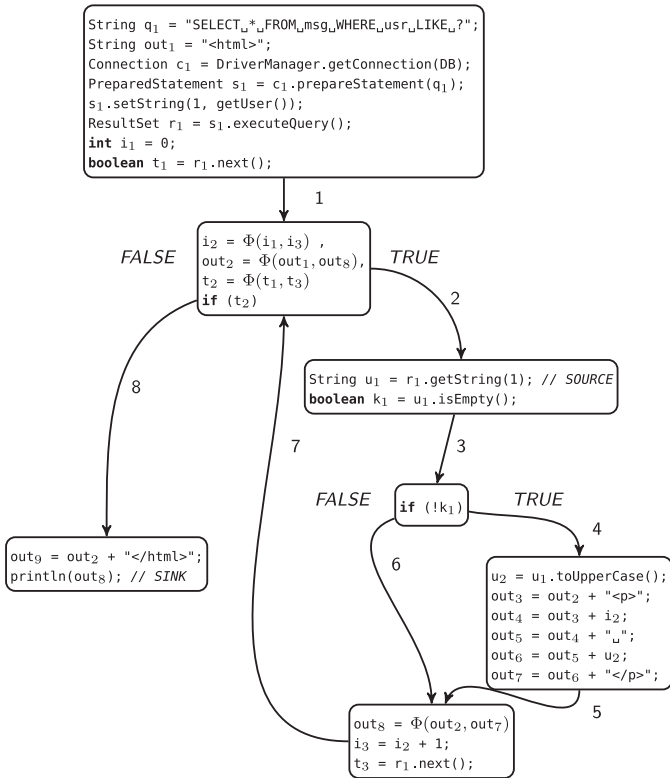 String q₁ = "SELECT␣*␣FROM␣msg␣WHERE␣usr␣LIKE␣?";
String out₁ = "<html>";
Connection c₁ = DriverManager.getConnection(DB);
PreparedStatement s₁ = c₁.prepareStatement(q₁);
s₁.setString(1, getUser());
ResultSet r₁ = s₁.executeQuery();
int i₁ = 0;
boolean t₁ = r₁.next();
1
FALSE
i₂ = Φ(i₁,i₃) ,
out₂ = Φ(out₁,out₈),
t₂ = Φ(t₁,t₃)
if (t₂)
TRUE
2
8
String u₁ = r₁.getString(1); // SOURCE
boolean k₁ = u₁.isEmpty();
7
3
FALSE
if (!k₁)
TRUE
4
6
out₉ = out₂ + "</html>";
println(out₈); // SINK
u₂ = u₁.toUpperCase();
out₃ = out₂ + "<p>";
out₄ = out₃ + i₂;
out₅ = out₄ + "␣";
out₆ = out₅ + u₂;
out₇ = out₆ + "</p>";
5
out₈ = Φ(out₂,out₇)
i₃ = i₂ + 1;
t₃ = r₁.next();